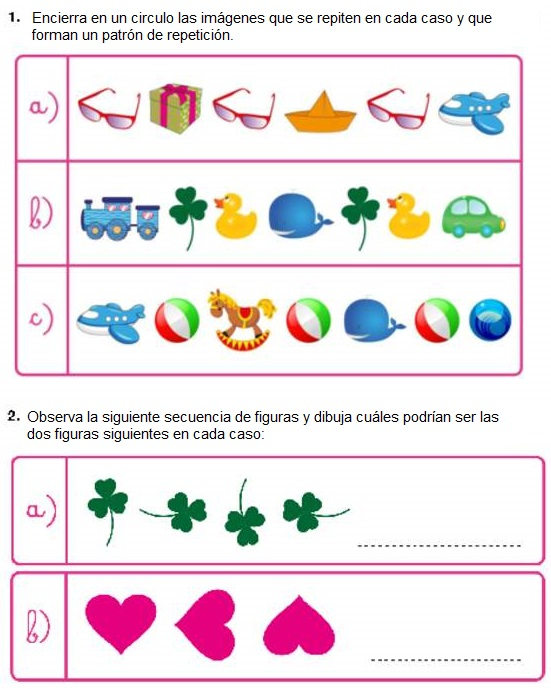 1. Encierra en un circulo las imágenes que se repiten en cada caso y que
forman un patrón de repetición.
a)
b)
c)
2. Observa la siguiente secuencia de figuras y dibuja cuáles podrían ser las
dos figuras siguientes en cada caso:
a)
b)